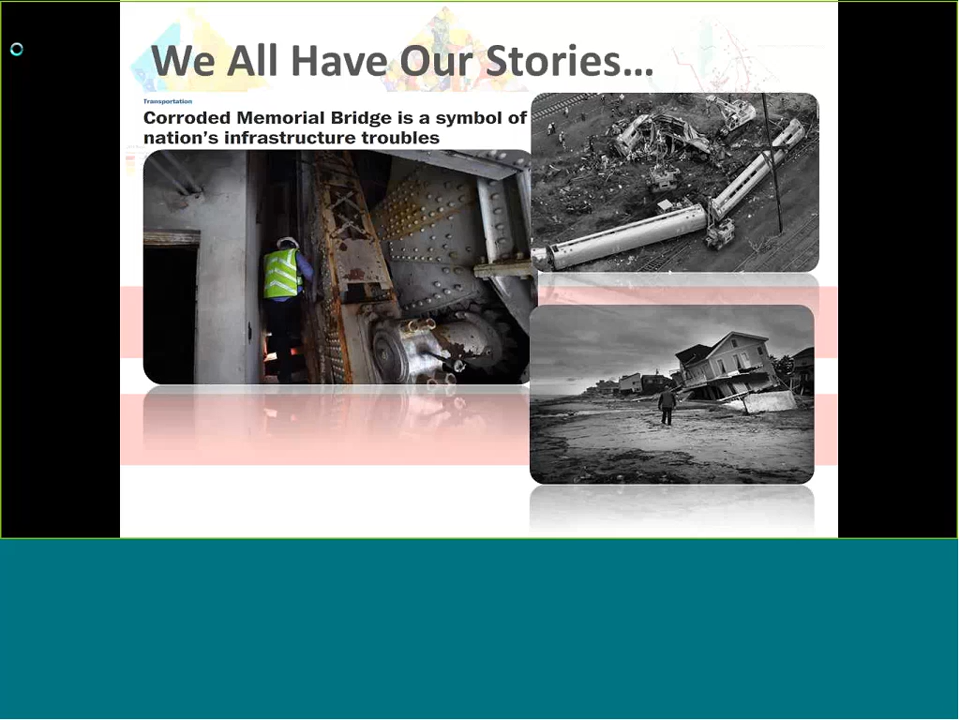 We All Have Our Stories...
Transportation
Corroded Memorial Bridge is a symbol of
nation's infrastructure troubles